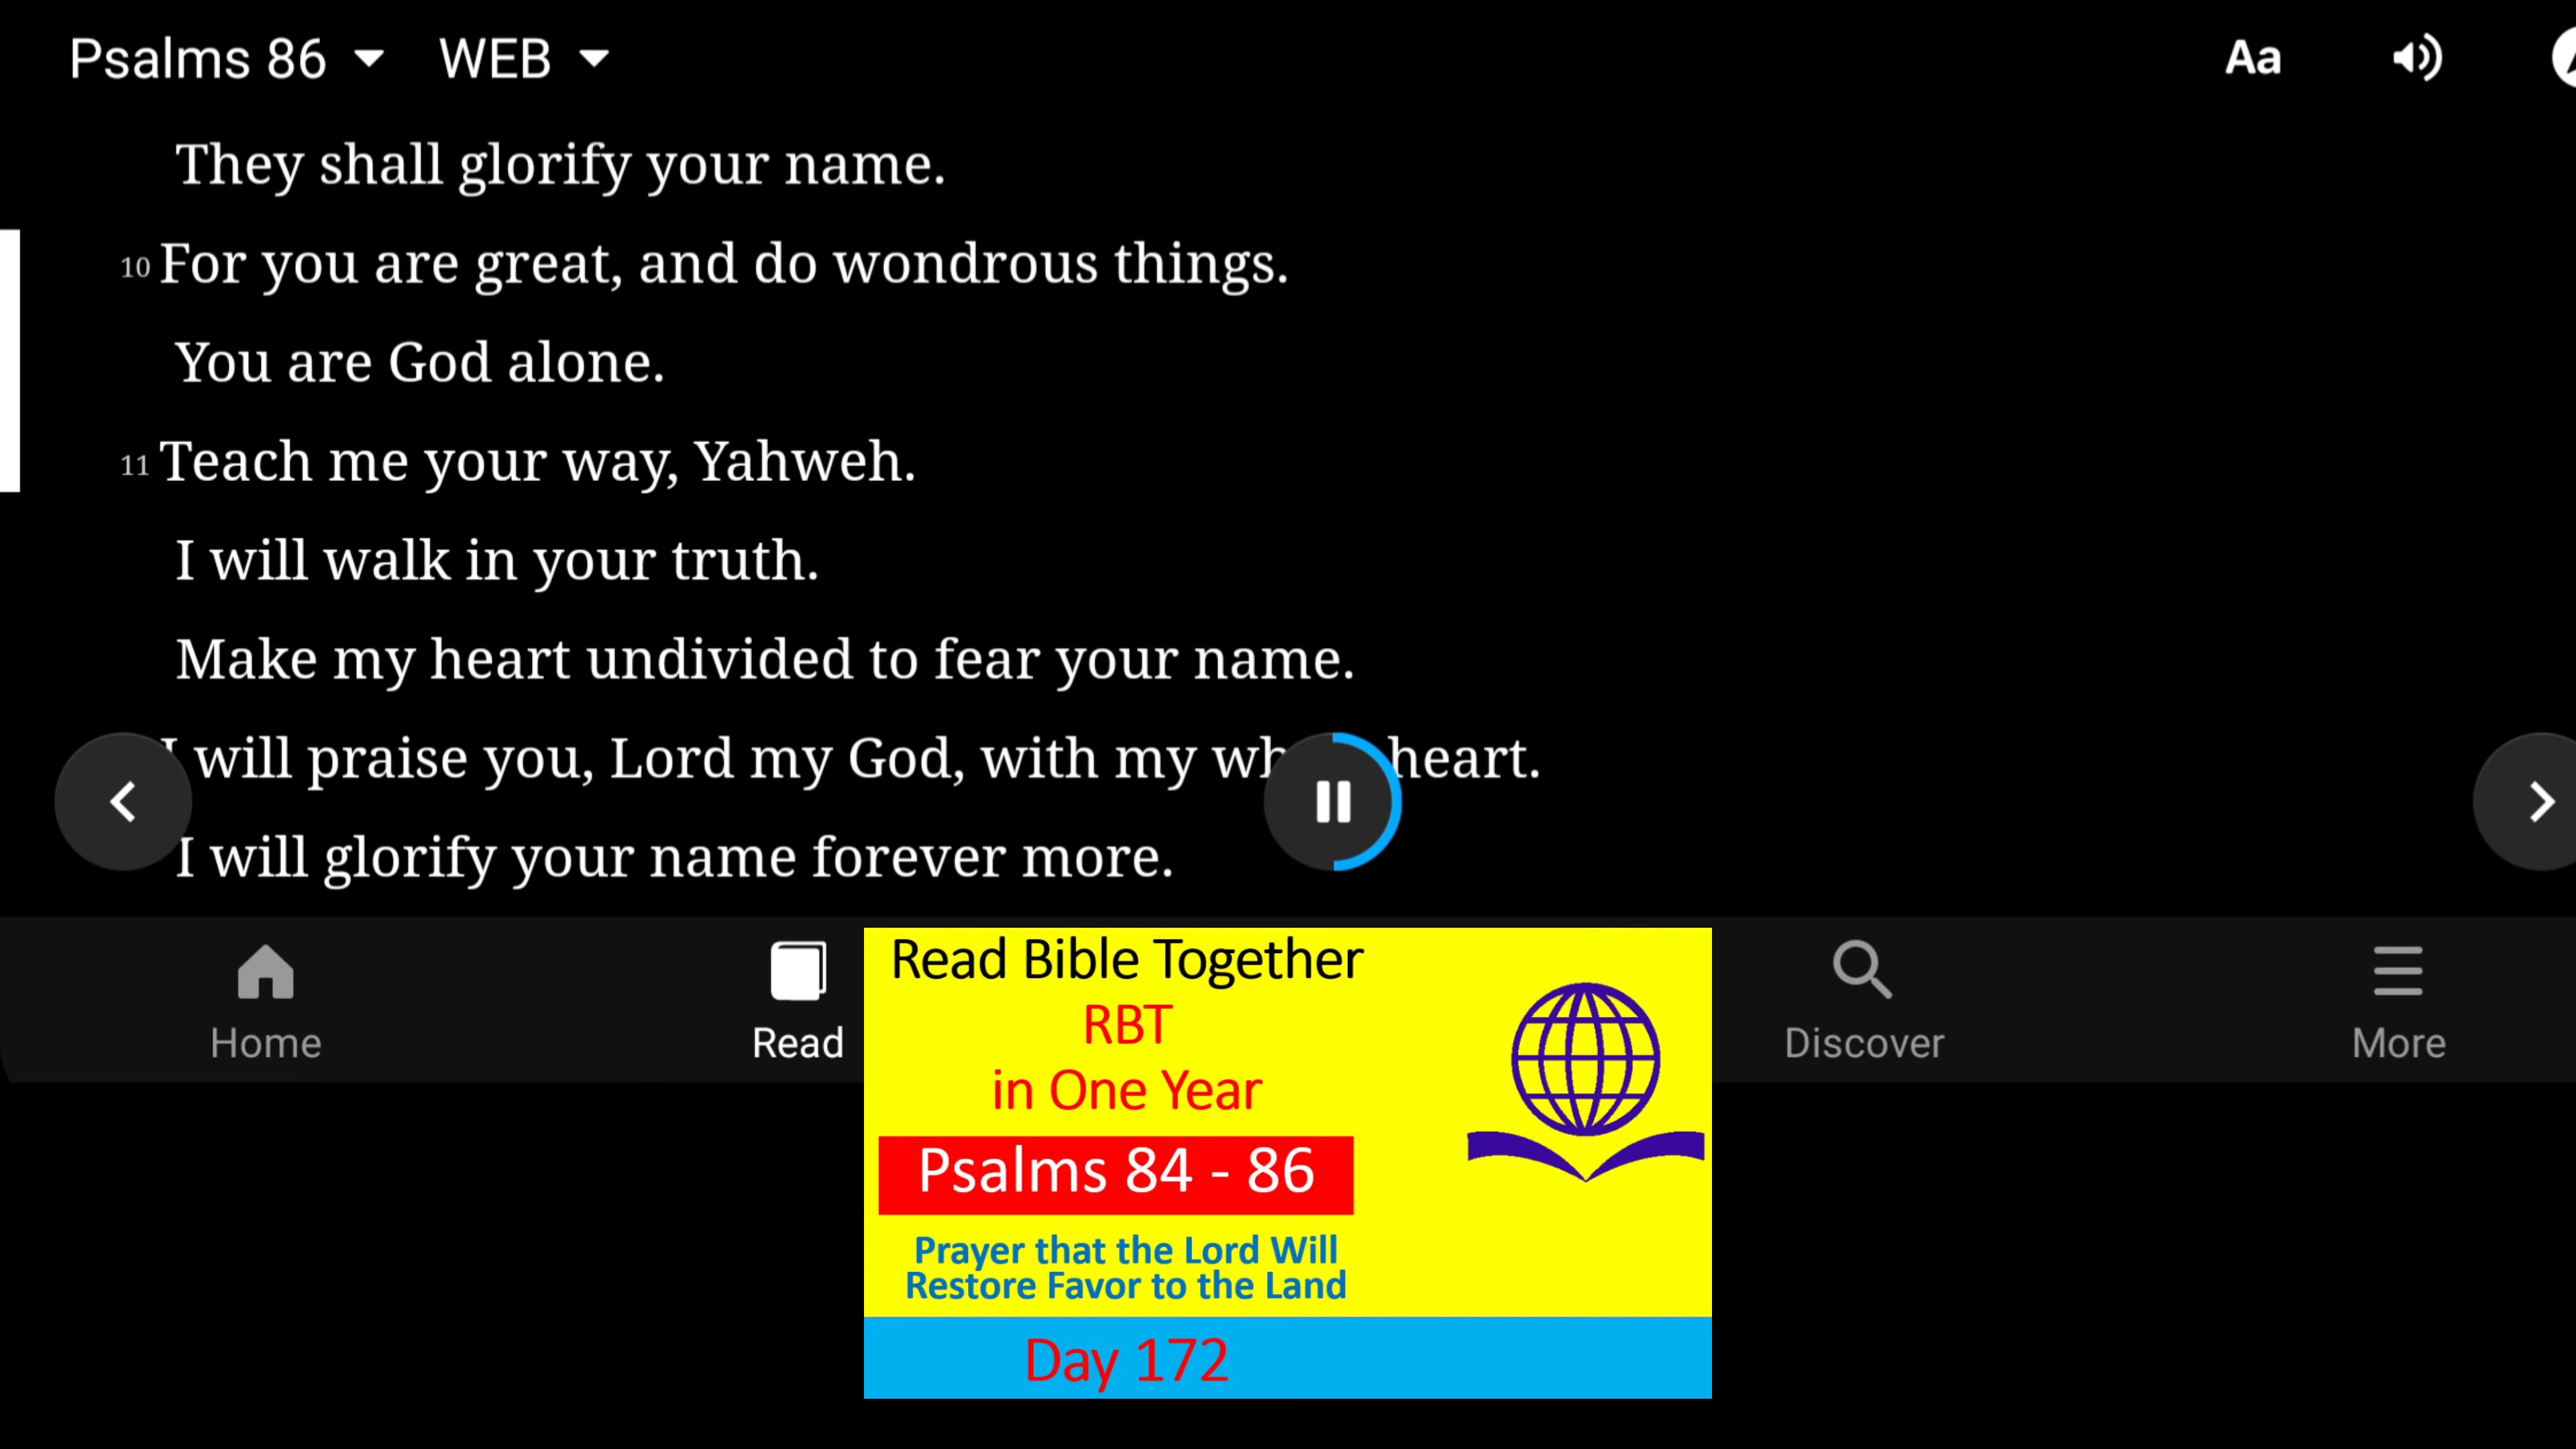 Psalms 86 WEB Aa
They shall glorify your name.
10 For you are great, and do wondrous things.
You are God alone.
11 Teach me your way, Yahweh.
I will walk in your truth.
Make my heart undivided to fear your name.
I will praise you, Lord my God, with my heart.
I will glorify your name forever more.
Home
Read
Discover
More
Read Bible Together
RBT
in One Year
Psalms 84 - 86
Prayer that the Lord Will
Restore Favor to the Land
Day 172